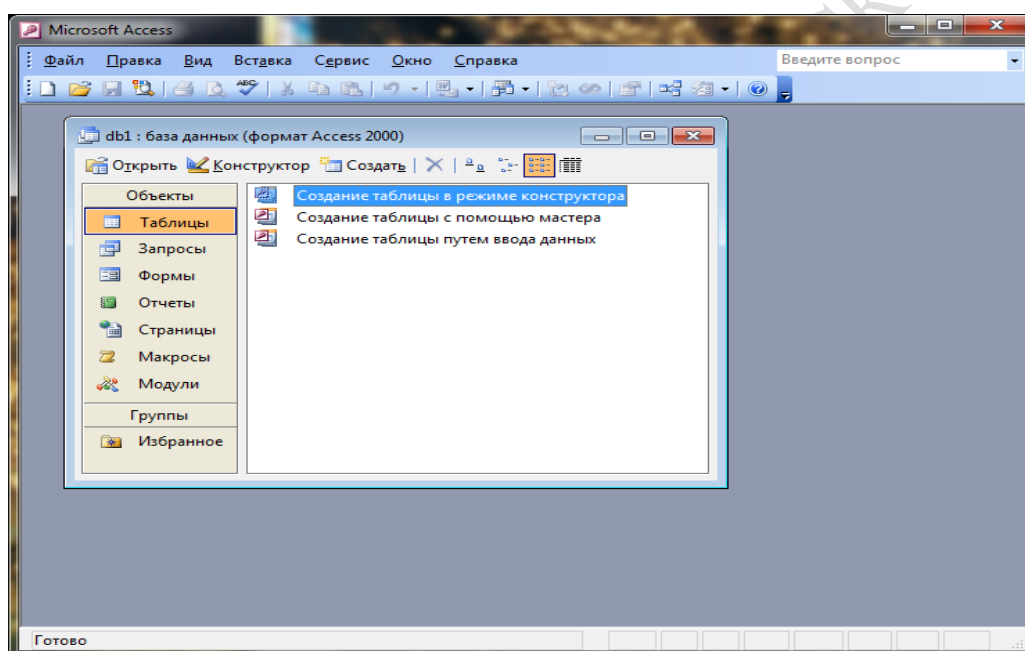 Microsoft Access
Файл Правка Вид Вставка Сервис Окно Справка Введите вопрос
db1 : база данных (формат Access 2000)
Открыть Конструктор Создать
Объекты
Таблицы
Запросы
Формы
Отчеты
Страницы
Макросы
Модули
Группы
Избранное
Создание таблицы в режиме конструктора
Создание таблицы с помощью мастера
Создание таблицы путем ввода данных
Готово